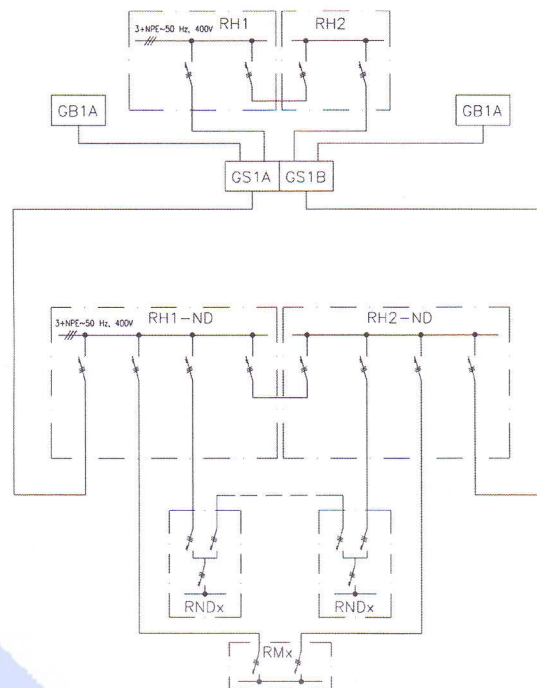 RH1
RH2
3+NPE~50 Hz, 400V
GB1A
GB1A
GS1A
GS1B
RH1-ND
RH2-ND
3+NPE~50 Hz, 400V
RNDx
RNDx
RMx